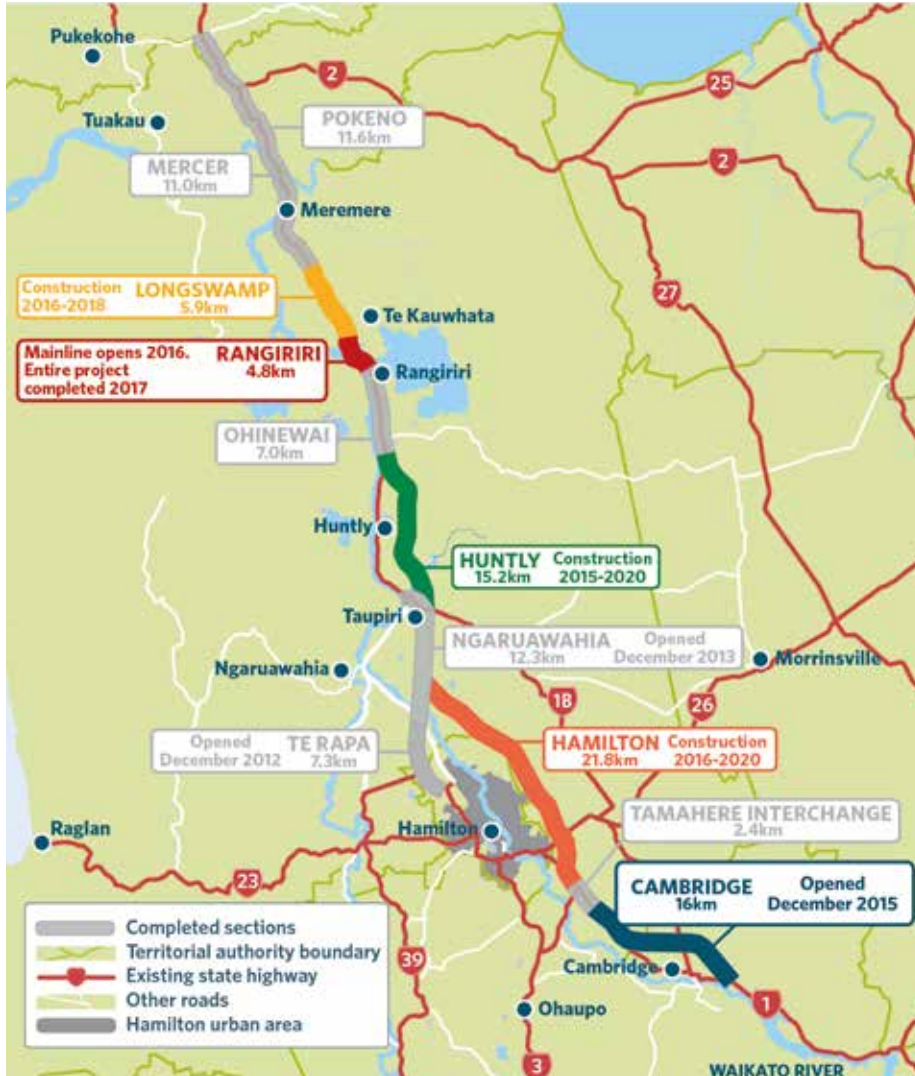 Pukekohe
2
25
Tuakau
POKENO
11.6km
MERCER
11.0km
2
Meremere
27
Construction
2016-2018
LONGSWAMP
5.9km
Te Kauwhata
Mainline opens 2016.
Entire project
completed 2017
RANGIRIRI
4.8km
Rangiriri
OHINEWAI
7.0km
Huntly
HUNTLY
15.2km
Construction
2015-2020
Taupiri
NGARUAWAHIA
12.3km
Opened
December 2013
Morrinsville
Ngaruawahia
1B
26
Opened
December 2012
TE RAPA
7.3km
HAMILTON
21.8km
Construction
2016-2020
TAMAHERE INTERCHANGE
2.4km
Raglan
Hamilton
23
CAMBRIDGE
16km
Opened
December 2015
Completed sections
Territorial authority boundary
Existing state highway
Other roads
Hamilton urban area
39
Cambridge
1
Ohaupo
3
WAIKATO RIVER